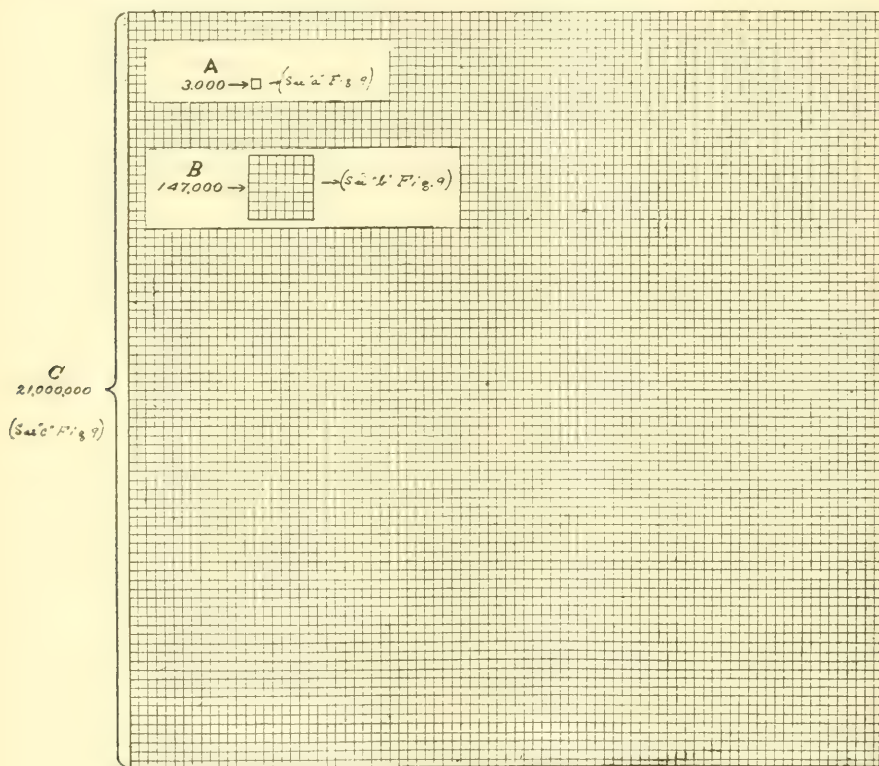 A
3.000 → □ → (See "a" Fig 9)
B
147,000 → → (See "b" Fig. 9)
C
21,000,000
(See "c" Fig 9)